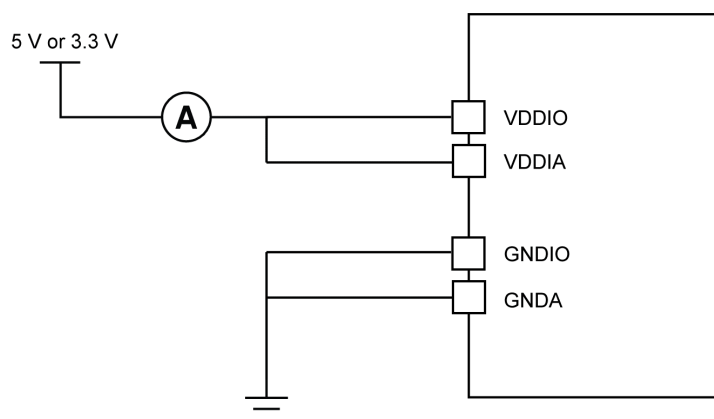 5 V or 3.3 V
A
VDDIO
VDDIA
GNDIO
GNDA